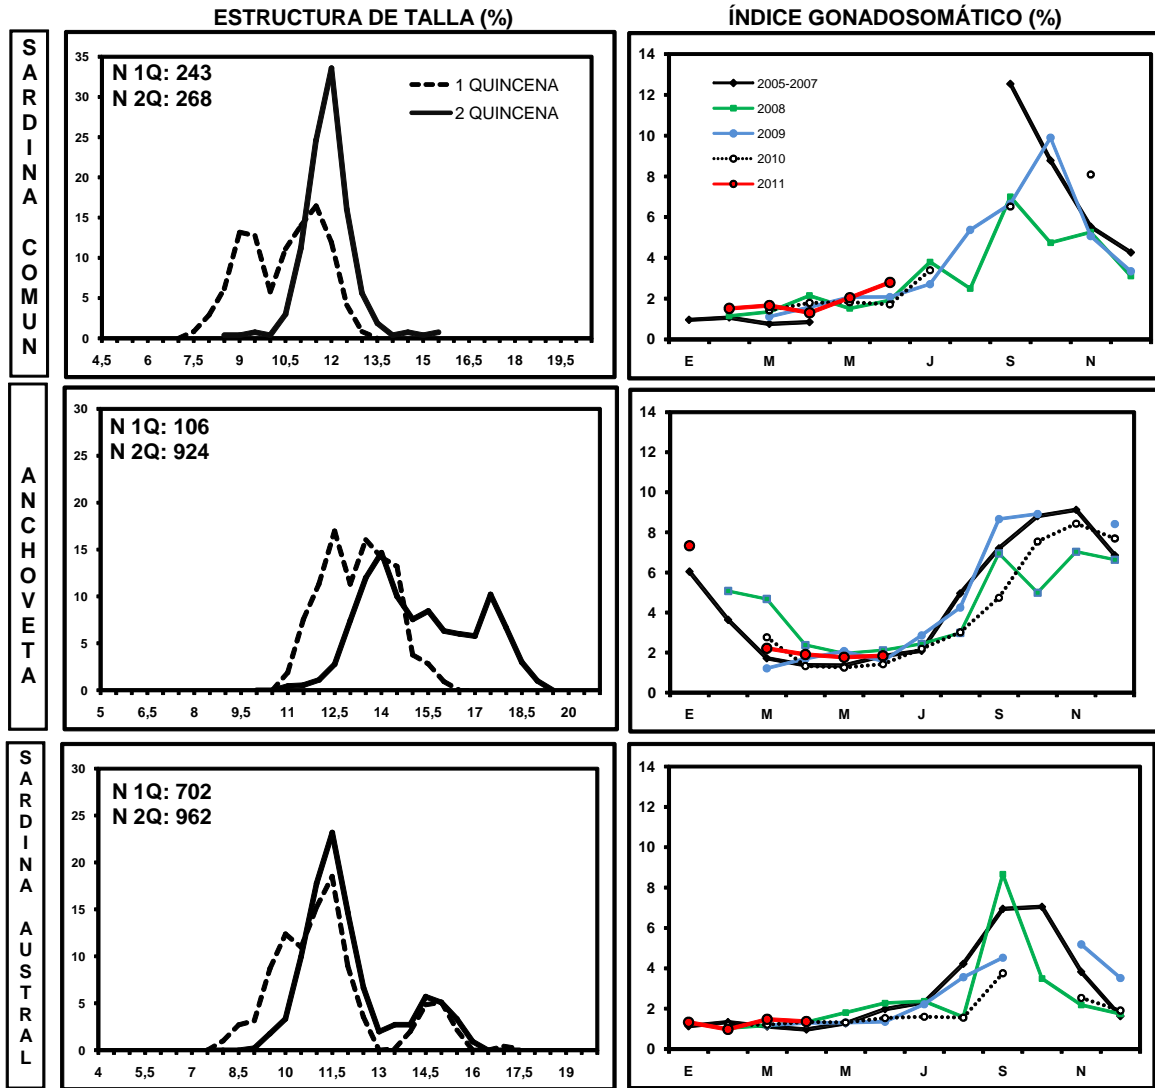 ESTRUCTURA DE TALLA (%)
ÍNDICE GONADOSOMÁTICO (%)
SARDINA COMUN
N 1Q: 243
N 2Q: 268
1 QUINCENA
2 QUINCENA
35
30
25
20
15
10
5
0
4,5 6 7,5 9 10,5 12 13,5 15 16,5 18 19,5
2005-2007
2008
2009
2010
2011
14
12
10
8
6
4
2
0
E M M J S N
ANCHOVETA
N 1Q: 106
N 2Q: 924
30
25
20
15
10
5
0
5 6,5 8 9,5 11 12,5 14 15,5 17 18,5 20
14
12
10
8
6
4
2
0
E M M J S N
SARDINA AUSTRAL
N 1Q: 702
N 2Q: 962
30
25
20
15
10
5
0
4 5,5 7 8,5 10 11,5 13 14,5 16 17,5 19
14
12
10
8
6
4
2
0
E M M J S N